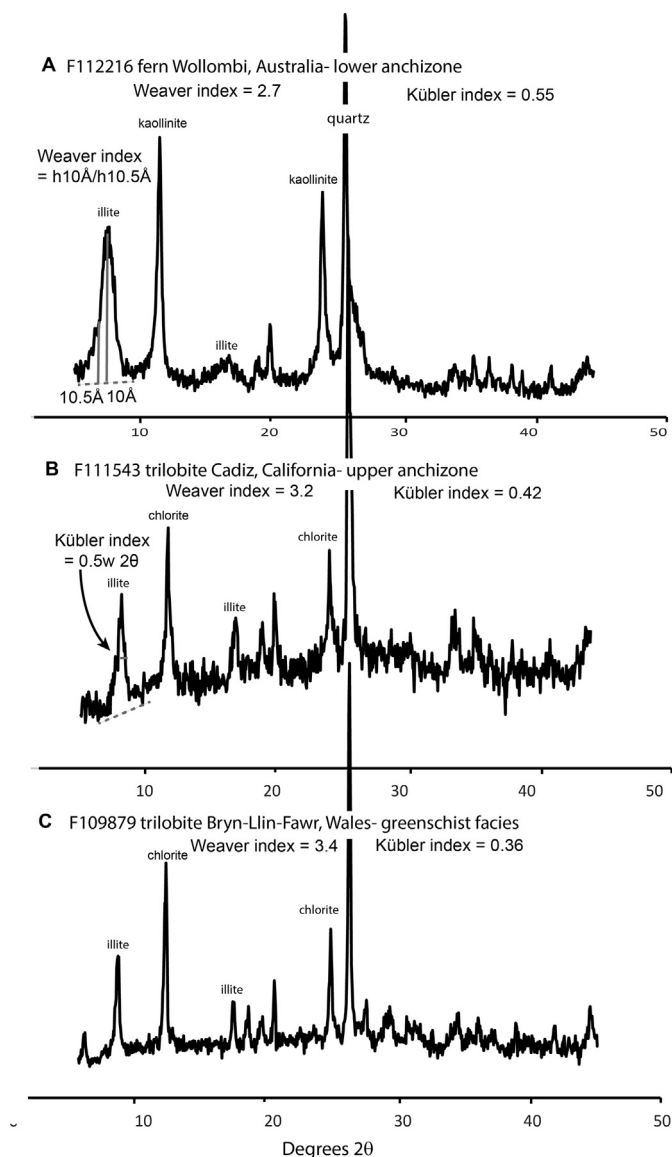 A F112216 fern Wollombi, Australia- lower anchizone
Weaver index = 2.7
Kübler index = 0.55
quartz
kaollinite
Weaver index
= h10Å/h10.5Å
kaollinite
illite
illite
10.5Å 10Å
10 20 30 40 50
B F111543 trilobite Cadiz, California- upper anchizone
Weaver index = 3.2
Kübler index = 0.42
chlorite
Kübler index
= 0.5w 2θ
chlorite
illite
illite
10 20 30 40 50
C F109879 trilobite Bryn-Llin-Fawr, Wales- greenschist facies
Weaver index = 3.4
Kübler index = 0.36
chlorite
chlorite
illite
illite
10 20 30 40 50
Degrees 2θ